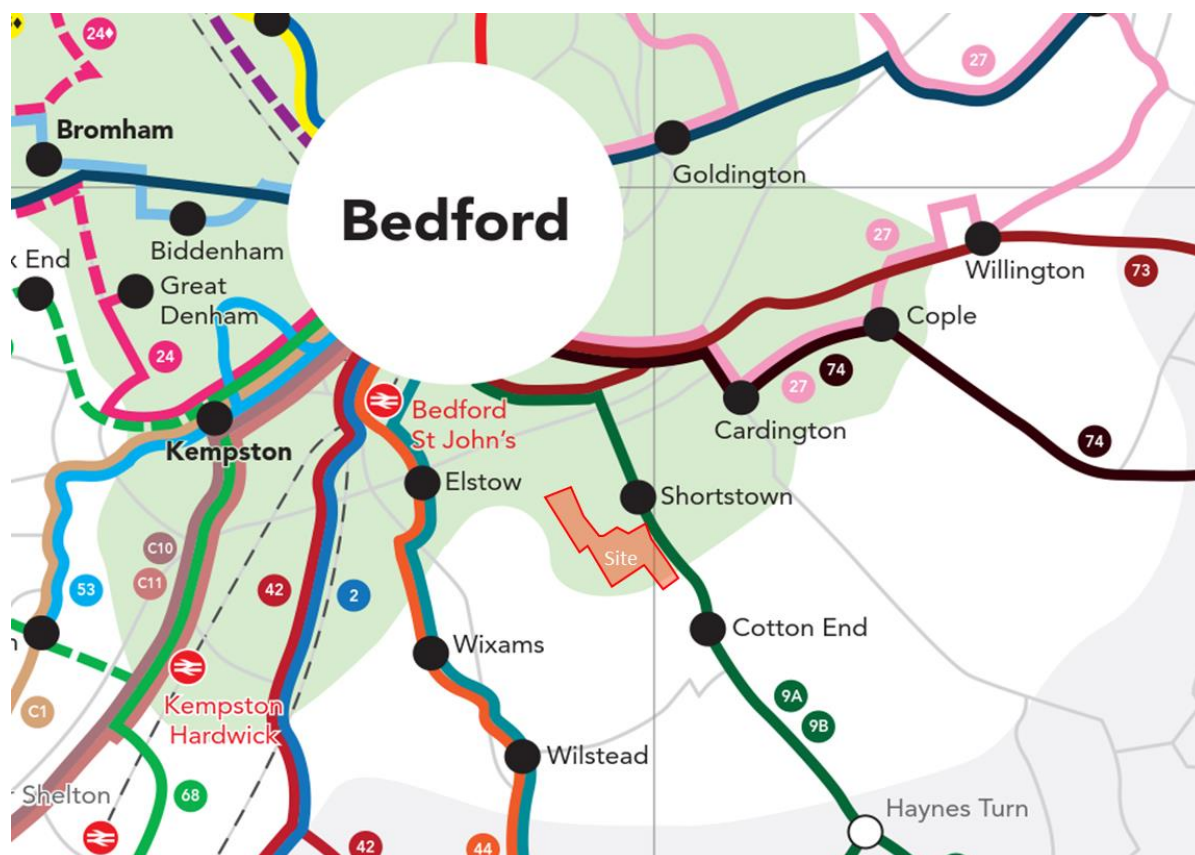 24♦
27
Bromham
Bedford
Goldington
Biddenham
27
Willington
73
k End
Great
Denham
Cople
24
27
74
Bedford
St John's
Cardington
74
Kempston
Elstow
Shortstown
C10
Site
C11
53
42
2
Cotton End
Wixams
C1
Kempston
Hardwick
9A
9B
Wilstead
Shelton
68
Haynes Turn
42
44